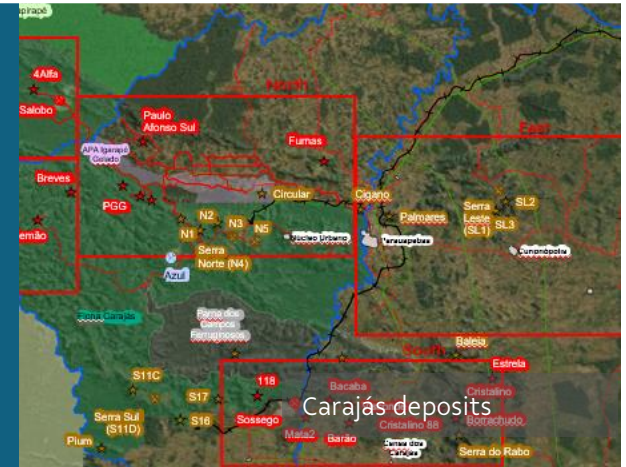 4Alfa
Salobo
North
Paulo
Afonso Sul
Furnas
East
APA Igarapé
Gelado
Breves
PGG
Circular
Cigano
SL2
Serra
Leste
(SL1)
SL3
Palmares
N2
N3
N5
N1
Núcleo Urbano
Parauapebas
Curionópolis
Serra
Norte (N4)
Azul
Flona Carajás
Parna dos
Campos
Ferruginosos
Baleia
South
Estrela
S11C
118
Bacaba
Cristalino
S17
Carajás deposits
Serra Sul
(S11D)
S16
Sossego
Cristalino 88
Borrachudo
Mata2
Barão
Pium
Canaã dos
Carajás
Serra do Rabo